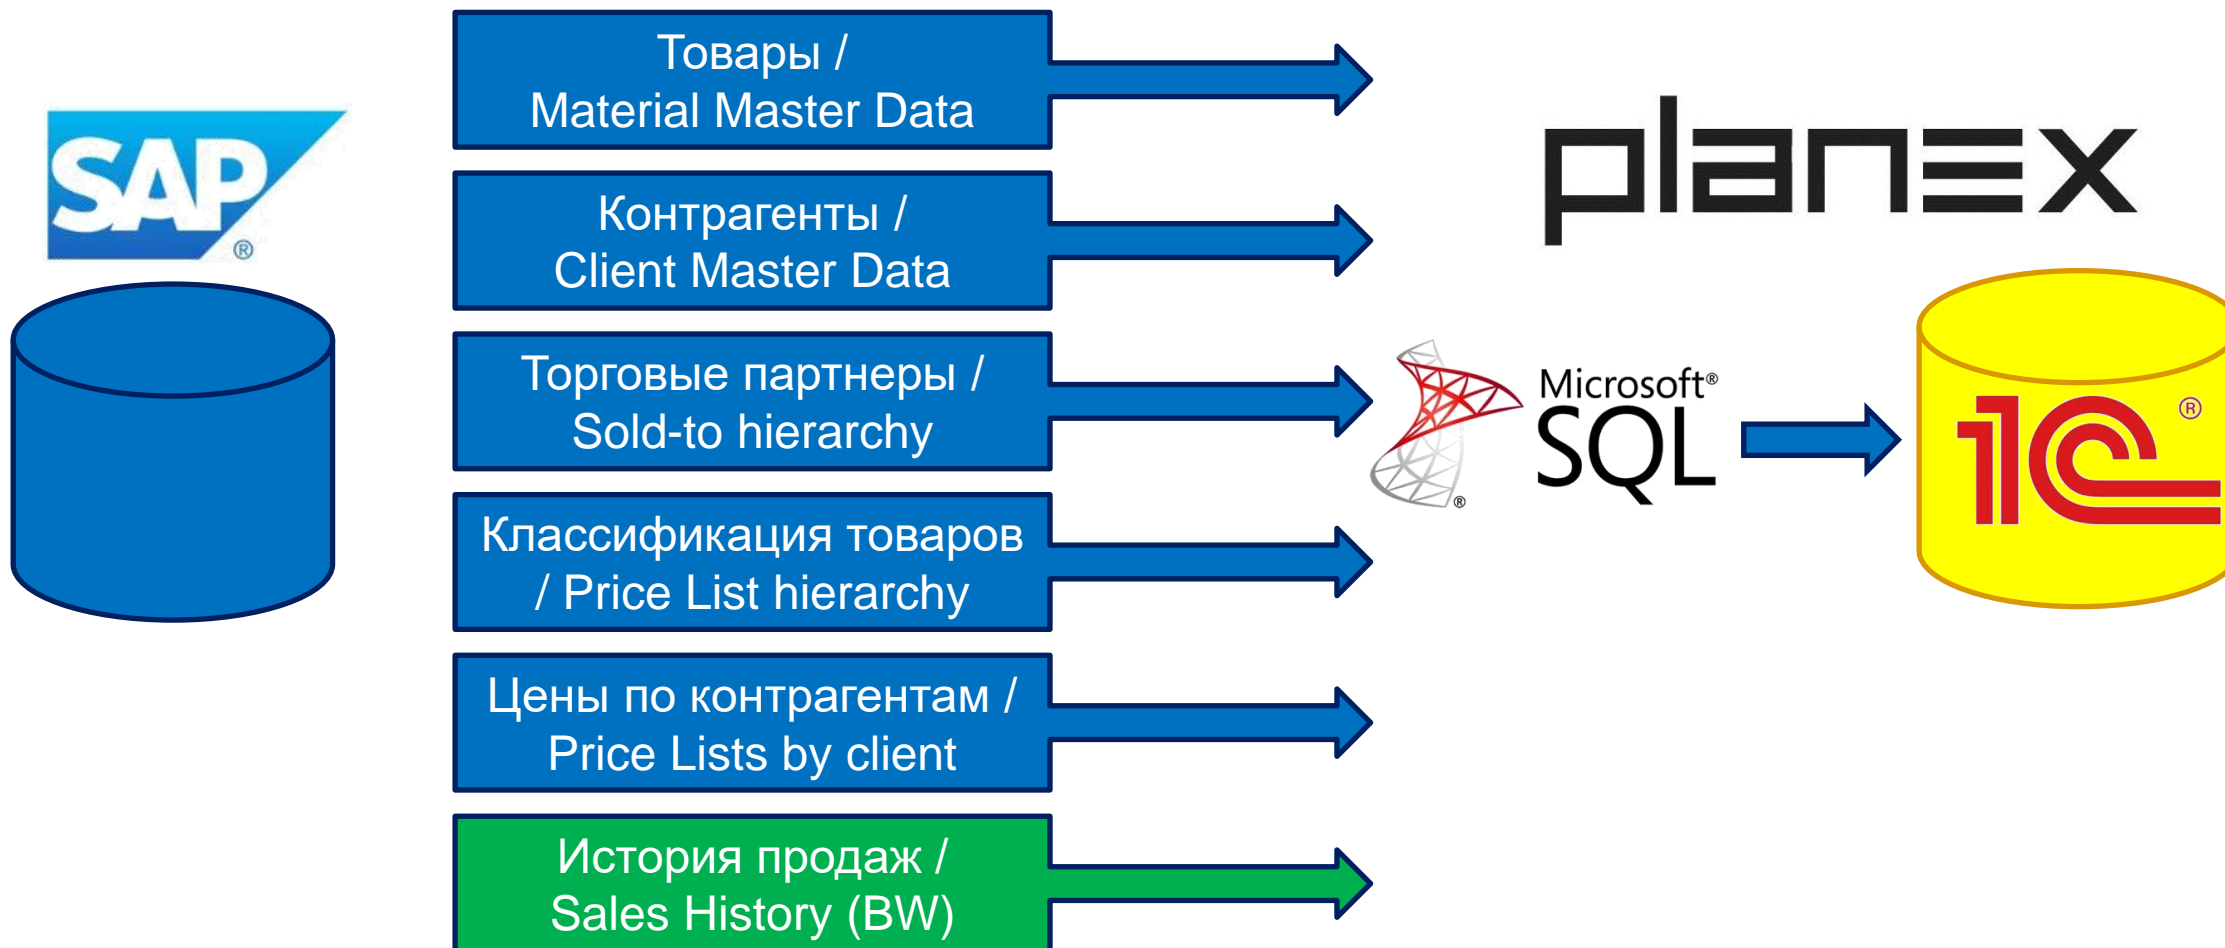 SAP
®
Товары /
Material Master Data
Контрагенты /
Client Master Data
Торговые партнеры /
Sold-to hierarchy
Классификация товаров
/ Price List hierarchy
Цены по контрагентам /
Price Lists by client
История продаж /
Sales History (BW)
planex
Microsoft®
SQL
®
1C
®